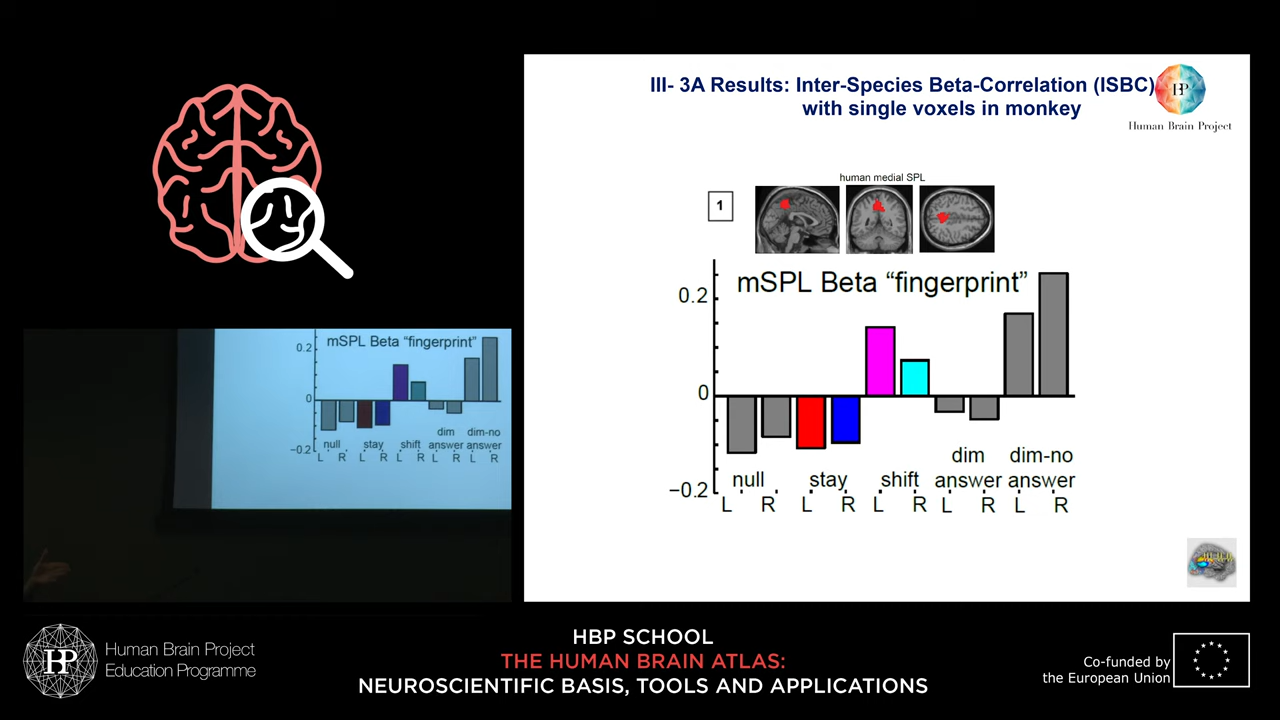 III- 3A Results: Inter-Species Beta-Correlation (ISBC)
with single voxels in monkey
HP
Human Brain Project
human medial SPL
1
mSPL Beta “fingerprint”
0.2
0
−0.2
null
stay
shift
dim
answer
dim-no
answer
L R L R L R L R L R
mSPL Beta “fingerprint”
0.2
0
−0.2
null
stay
shift
dim
answer
dim-no
answer
L R L R L R L R L R
HP
Human Brain Project
Education Programme
HBP SCHOOL
THE HUMAN BRAIN ATLAS:
NEUROSCIENTIFIC BASIS, TOOLS AND APPLICATIONS
Co-funded by
the European Union